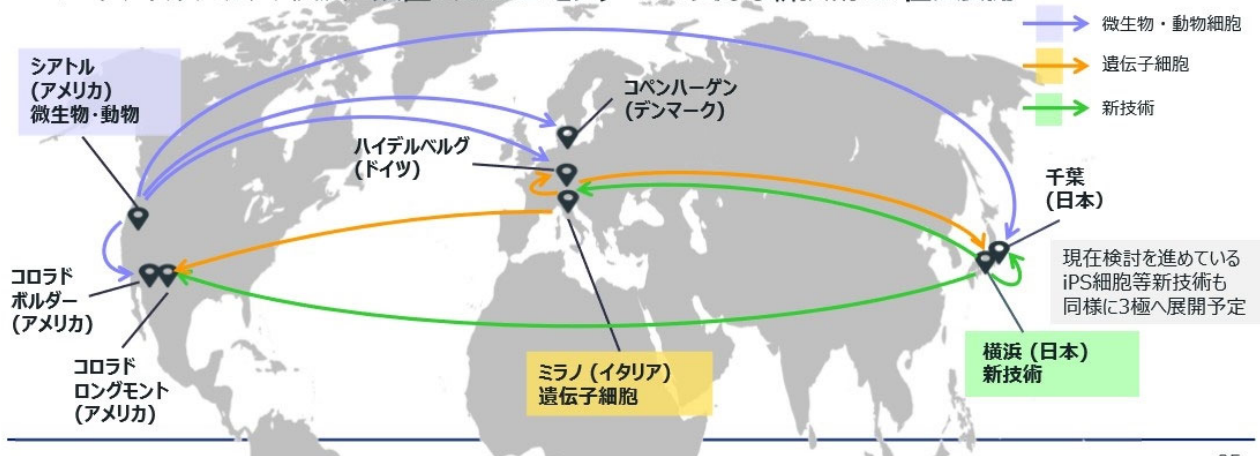 微生物・動物細胞
遺伝子細胞
新技術
シアトル
(アメリカ)
微生物・動物
コペンハーゲン
(デンマーク)
ハイデルベルグ
(ドイツ)
千葉
(日本)
現在検討を進めている
iPS細胞等新技術も
同様に3極へ展開予定
コロラド
ボルダー
(アメリカ)
コロラド
ロングモント
(アメリカ)
ミラノ (イタリア)
遺伝子細胞
横浜 (日本)
新技術